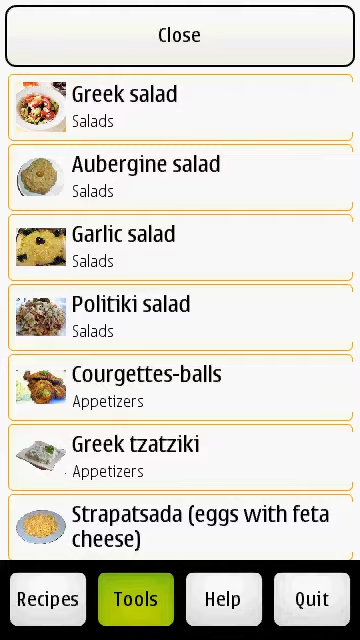 Close
Greek salad
Salads
Aubergine salad
Salads
Garlic salad
Salads
Politiki salad
Salads
Courgettes-balls
Appetizers
Greek tzatziki
Appetizers
Strapatsada (eggs with feta
cheese)
Recipes
Tools
Help
Quit